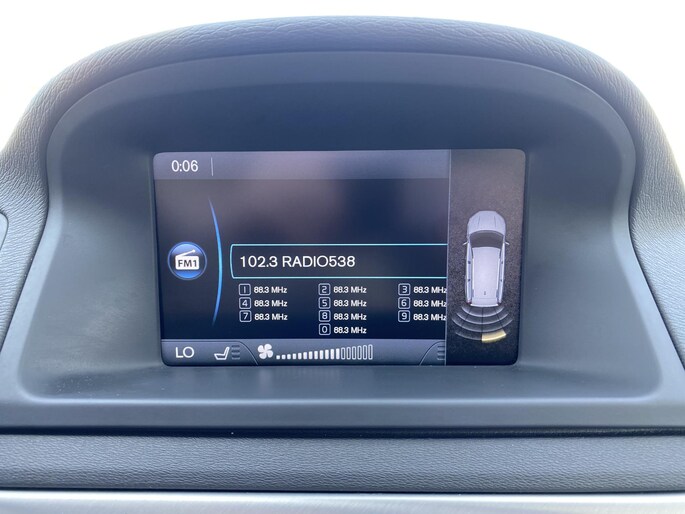 0:06
FM1
102.3 RADIO538
1 88.3 MHz 2 88.3 MHz 3 88.3 MHz
4 88.3 MHz 5 88.3 MHz 6 88.3 MHz
7 88.3 MHz 8 88.3 MHz 9 88.3 MHz
0 88.3 MHz
LO